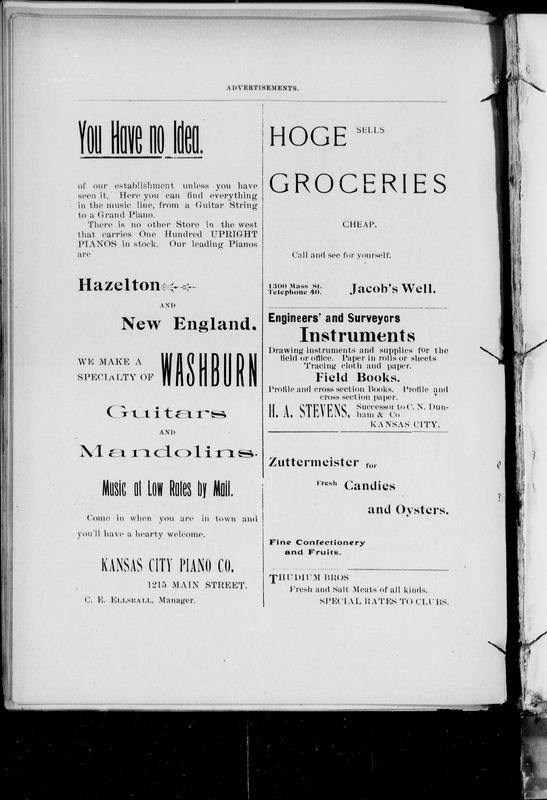 ADVERTISEMENTS.
You Have no Idea.
of our establishment unless you have
seen it. Here you can find everything
in the music line, from a Guitar String
to a Grand Piano.
There is no other Store in the west
that carries One Hundred UPRIGHT
PIANOS in stock. Our leading Pianos
are
Hazelton
AND
New England.
WE MAKE A
SPECIALTY OF WASHBURN
Guitars
AND
Mandolins.
Music at Low Rates by Mail.
Come in when you are in town and
you'll have a hearty welcome.
KANSAS CITY PIANO CO.
1215 MAIN STREET.
C. E. ELLSBALL, Manager.
HOGE SELLS
GROCERIES
CHEAP.
Call and see for yourself.
1300 Mass St.
Telephone 40. Jacob's Well.
Engineers' and Surveyors
Instruments
Drawing instruments and supplies for the
field or office. Paper in rolls or sheets
Tracing cloth and paper.
Field Books.
Profile and cross section Books. Profile and
cross section paper.
H. A. STEVENS, Successor to C. N. Dun-
ham & Co
KANSAS CITY.
Zuttermeister for
Fresh Candies
and Oysters.
Fine Confectionery
and Fruits.
THUDIUM BROS
Fresh and Salt Meats of all kinds.
SPECIAL RATES TO CLUBS.